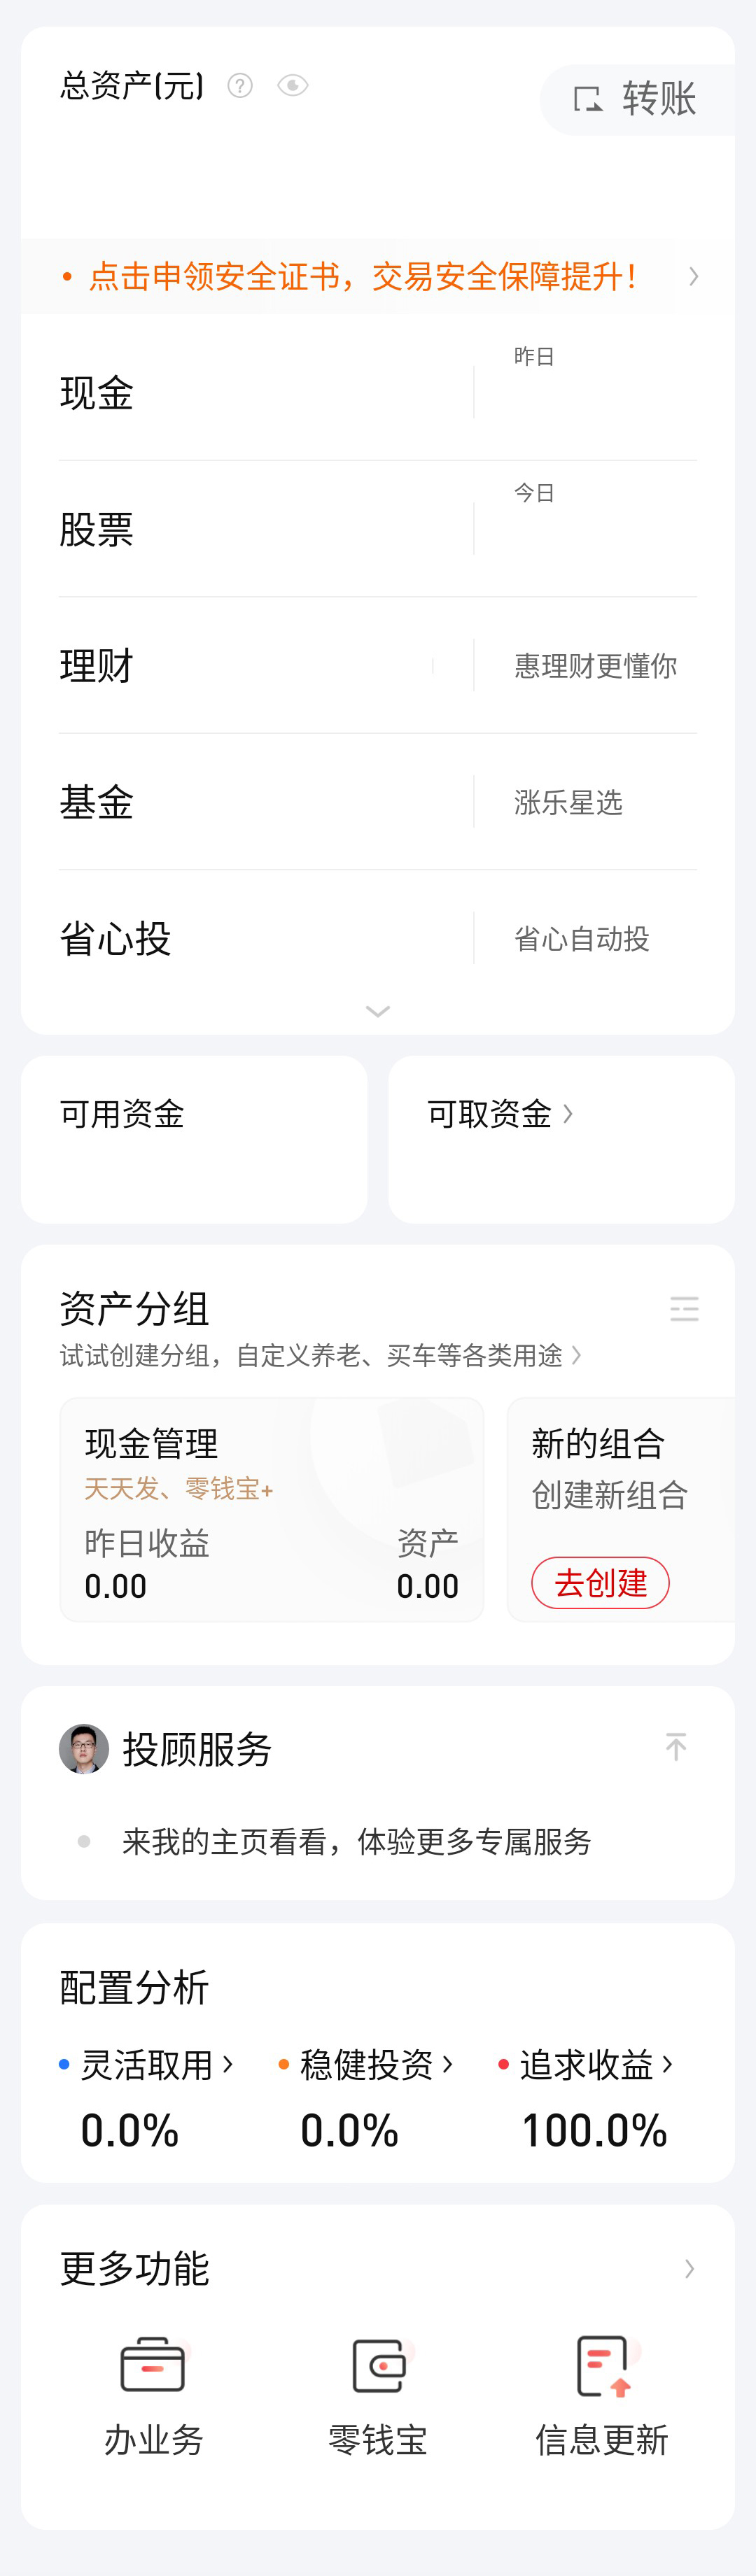 总资产(元)
转账
点击申领安全证书，交易安全保障提升！
现金
昨日
股票
今日
理财
惠理财更懂你
基金
涨乐星选
省心投
省心自动投
可用资金
可取资金
资产分组
试试创建分组，自定义养老、买车等各类用途
现金管理
天天发、零钱宝+
昨日收益 资产
0.00 0.00
新的组合
创建新组合
去创建
投顾服务
来我的主页看看，体验更多专属服务
配置分析
灵活取用 稳健投资 追求收益
0.0% 0.0% 100.0%
更多功能
办业务 零钱宝 信息更新